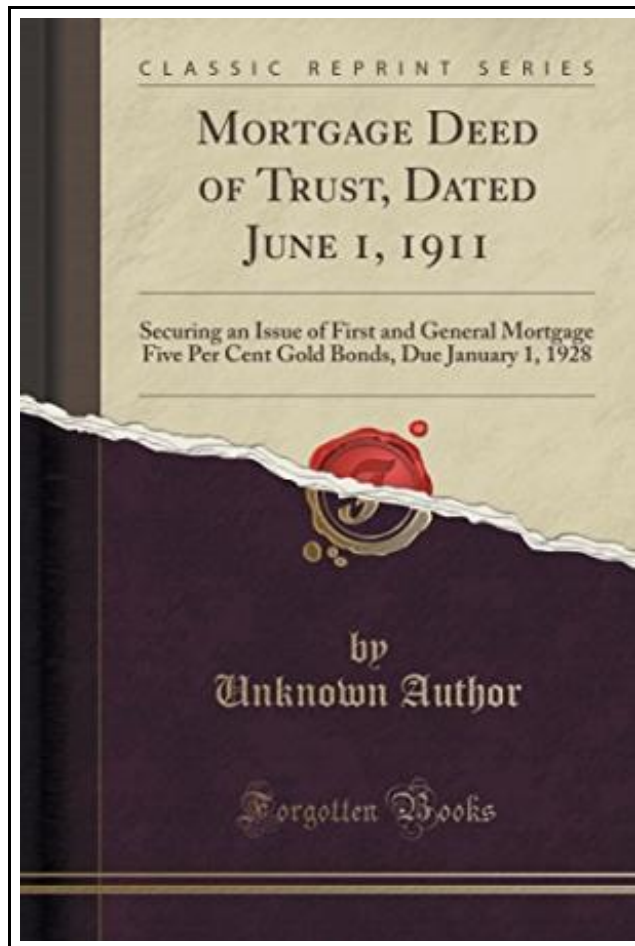 CLASSIC REPRINT SERIES
MORTGAGE DEED
OF TRUST, DATED
JUNE 1, 1911
Securing an Issue of First and General Mortgage
Five Per Cent Gold Bonds, Due January 1, 1928
by
Unknown Author
Forgotten Books